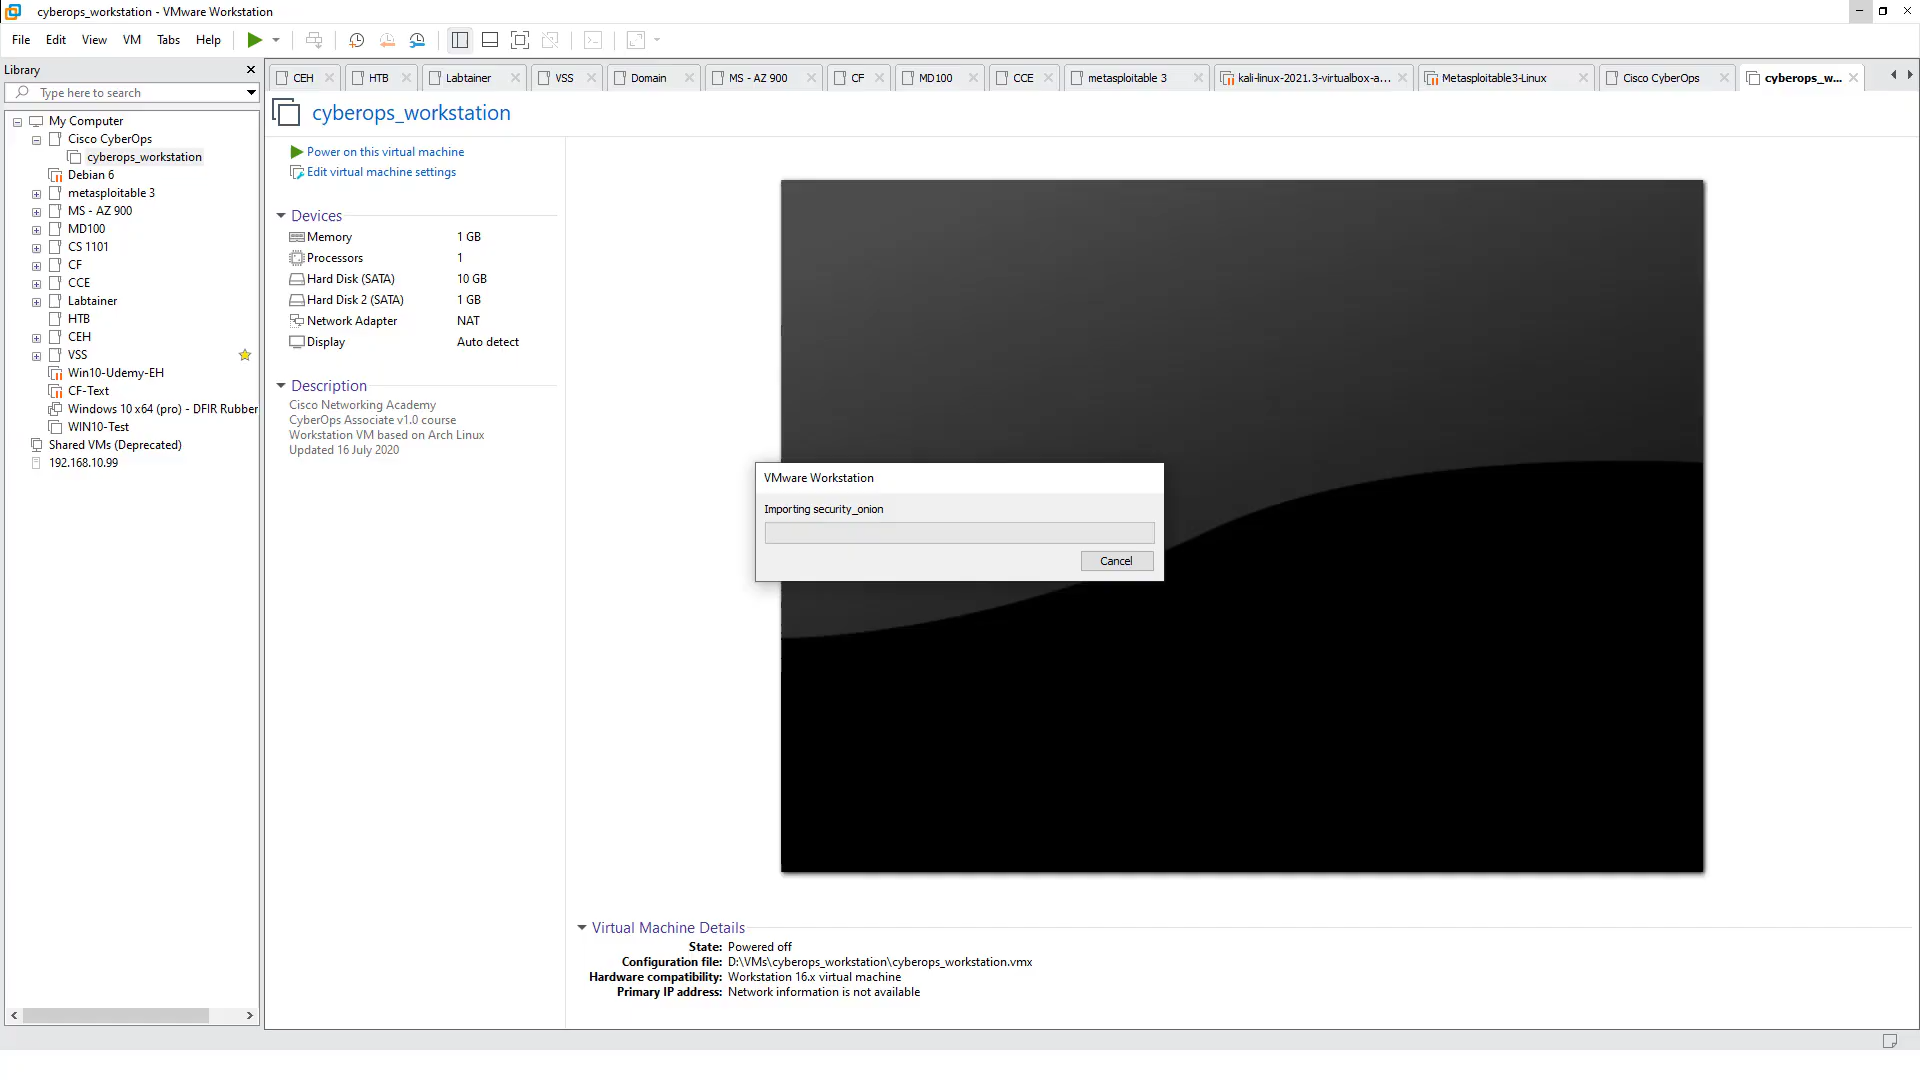 cyberops_workstation - VMware Workstation
File Edit View VM Tabs Help
Library
Type here to search
My Computer
Cisco CyberOps
cyberops_workstation
Debian 6
metasploitable 3
MS - AZ 900
MD100
CS 1101
CF
CCE
Labtainer
HTB
CEH
VSS
Win10-Udemy-EH
CF-Text
Windows 10 x64 (pro) - DFIR Rubber
WIN10-Test
Shared VMs (Deprecated)
192.168.10.99
CEH HTB Labtainer VSS Domain MS - AZ 900 CF MD100 CCE metasploitable 3 kali-linux-2021.3-virtualbox-a... Metasploitable3-Linux Cisco CyberOps cyberops_w...
cyberops_workstation
Power on this virtual machine
Edit virtual machine settings
Devices
Memory 1 GB
Processors 1
Hard Disk (SATA) 10 GB
Hard Disk 2 (SATA) 1 GB
Network Adapter NAT
Display Auto detect
Description
Cisco Networking Academy
CyberOps Associate v1.0 course
Workstation VM based on Arch Linux
Updated 16 July 2020
VMware Workstation
Importing security_onion
Cancel
Virtual Machine Details
State: Powered off
Configuration file: D:\VMs\cyberops_workstation\cyberops_workstation.vmx
Hardware compatibility: Workstation 16.x virtual machine
Primary IP address: Network information is not available